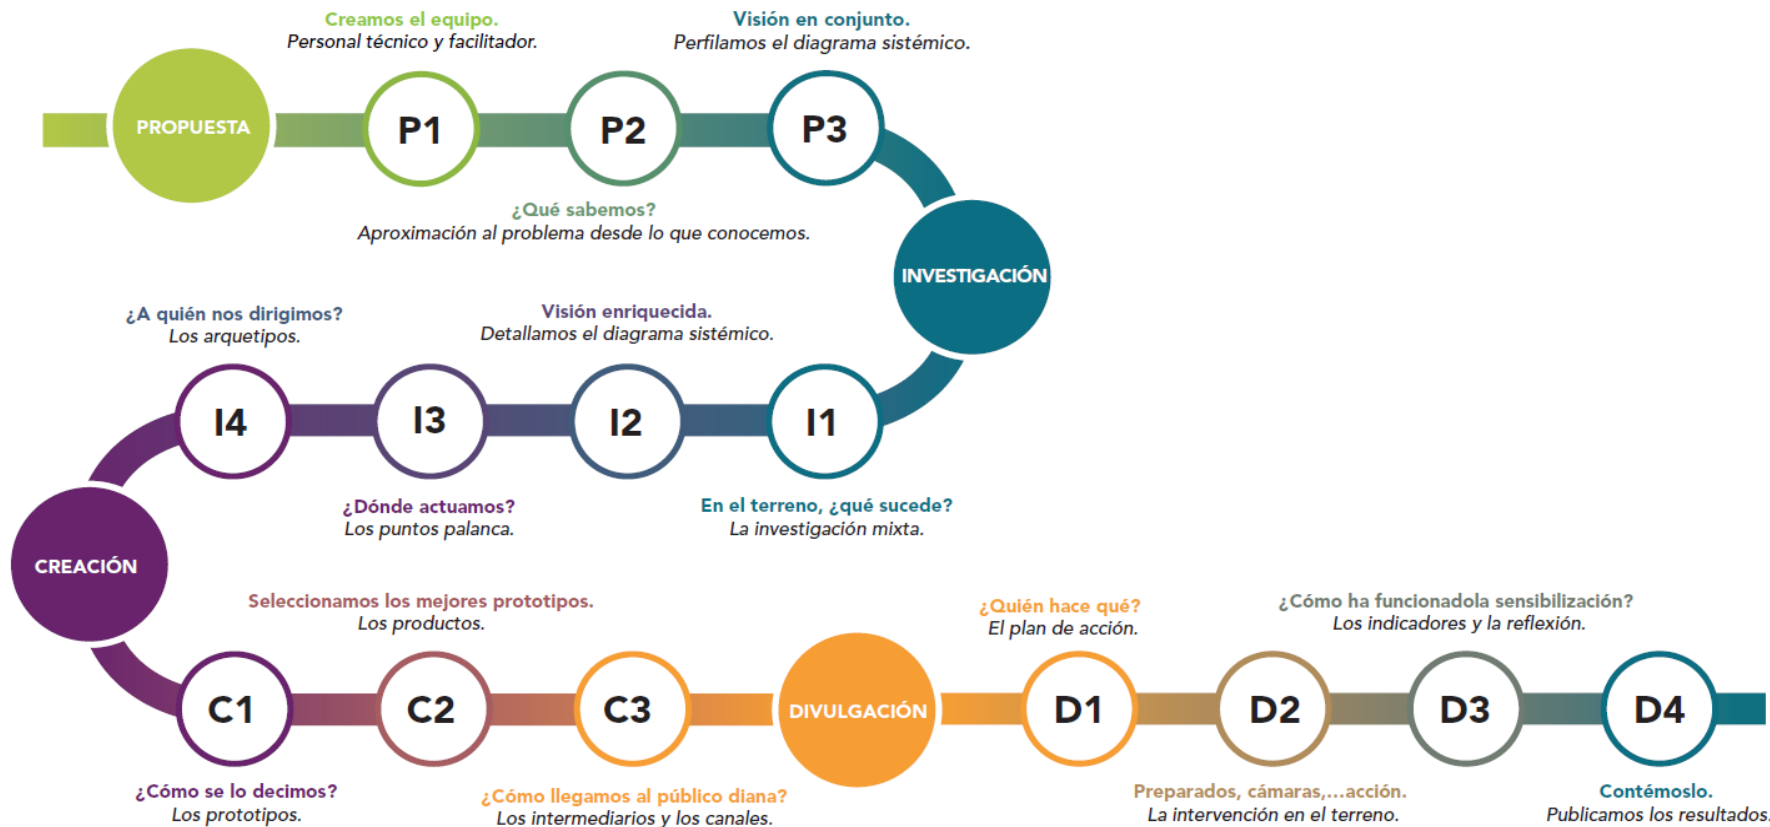 Creamos el equipo.
Personal técnico y facilitador.
Visión en conjunto.
Perfilamos el diagrama sistémico.
PROPUESTA
P1
P2
P3
¿Qué sabemos?
Aproximación al problema desde lo que conocemos.
INVESTIGACIÓN
¿A quién nos dirigimos?
Los arquetipos.
Visión enriquecida.
Detallamos el diagrama sistémico.
I4
I3
I2
I1
¿Dónde actuamos?
Los puntos palanca.
En el terreno, ¿qué sucede?
La investigación mixta.
CREACIÓN
Seleccionamos los mejores prototipos.
Los productos.
¿Quién hace qué?
El plan de acción.
¿Cómo ha funcionadola sensibilización?
Los indicadores y la reflexión.
C1
C2
C3
DIVULGACIÓN
D1
D2
D3
D4
¿Cómo se lo decimos?
Los prototipos.
¿Cómo llegamos al público diana?
Los intermediarios y los canales.
Preparados, cámaras,...acción.
La intervención en el terreno.
Contémoslo.
Publicamos los resultados.